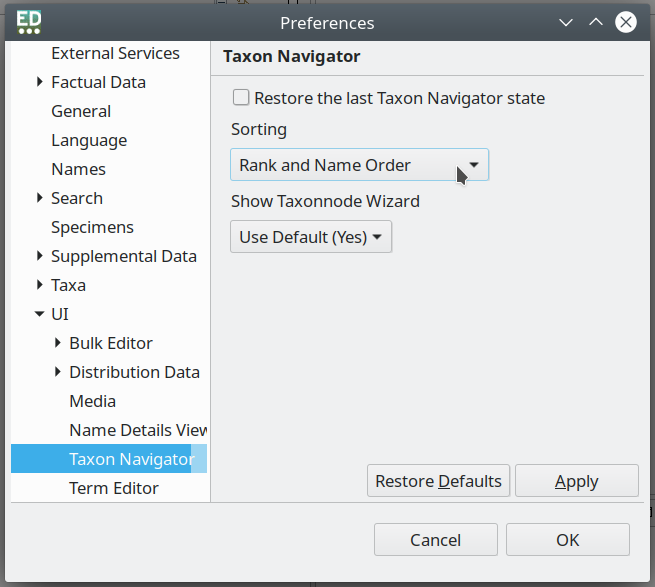 ED
Preferences
External Services
Factual Data
General
Language
Names
Search
Specimens
Supplemental Data
Taxa
UI
Bulk Editor
Distribution Data
Media
Name Details View
Taxon Navigator
Term Editor
Taxon Navigator
Restore the last Taxon Navigator state
Sorting
Rank and Name Order
Show Taxonnode Wizard
Use Default (Yes)
Restore Defaults
Apply
Cancel
OK